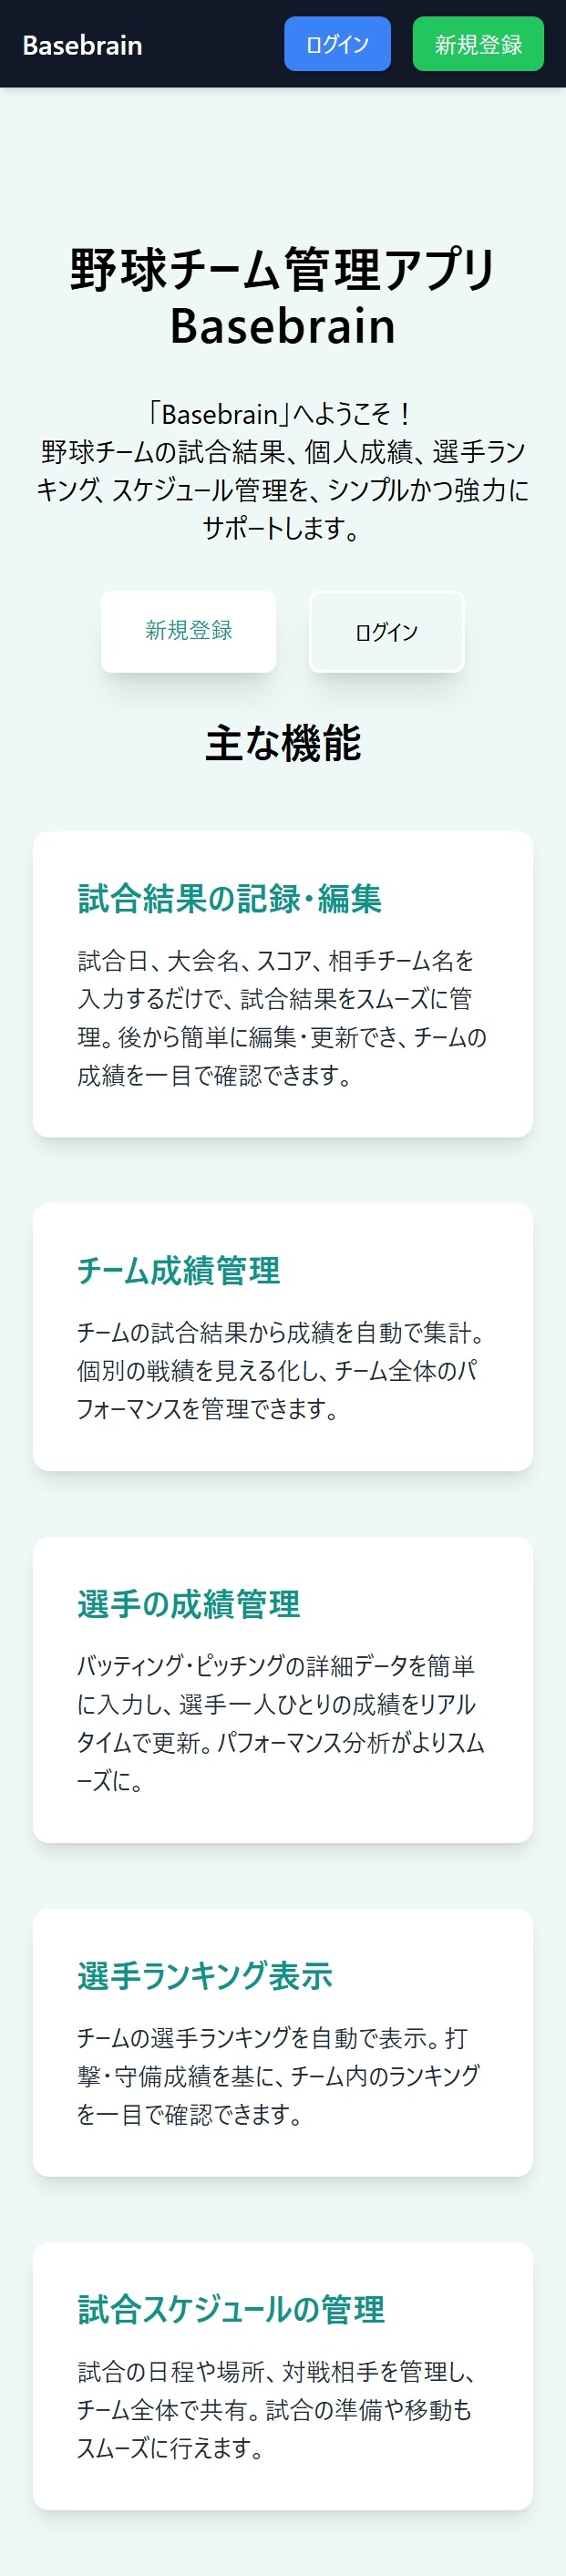 Basebrain ログイン 新規登録
野球チーム管理アプリ
Basebrain
「Basebrain」へようこそ！
野球チームの試合結果、個人成績、選手ラン
キング、スケジュール管理を、シンプルかつ強力に
サポートします。
新規登録 ログイン
主な機能
試合結果の記録・編集
試合日、大会名、スコア、相手チーム名を
入力するだけで、試合結果をスムーズに管
理。後から簡単に編集・更新でき、チームの
成績を一目で確認できます。
チーム成績管理
チームの試合結果から成績を自動で集計。
個別の戦績を見える化し、チーム全体のパ
フォーマンスを管理できます。
選手の成績管理
バッティング・ピッチングの詳細データを簡単
に入力し、選手一人ひとりの成績をリアル
タイムで更新。パフォーマンス分析がよりスム
ーズに。
選手ランキング表示
チームの選手ランキングを自動で表示。打
撃・守備成績を基に、チーム内のランキング
を一目で確認できます。
試合スケジュールの管理
試合の日程や場所、対戦相手を管理し、
チーム全体で共有。試合の準備や移動も
スムーズに行えます。